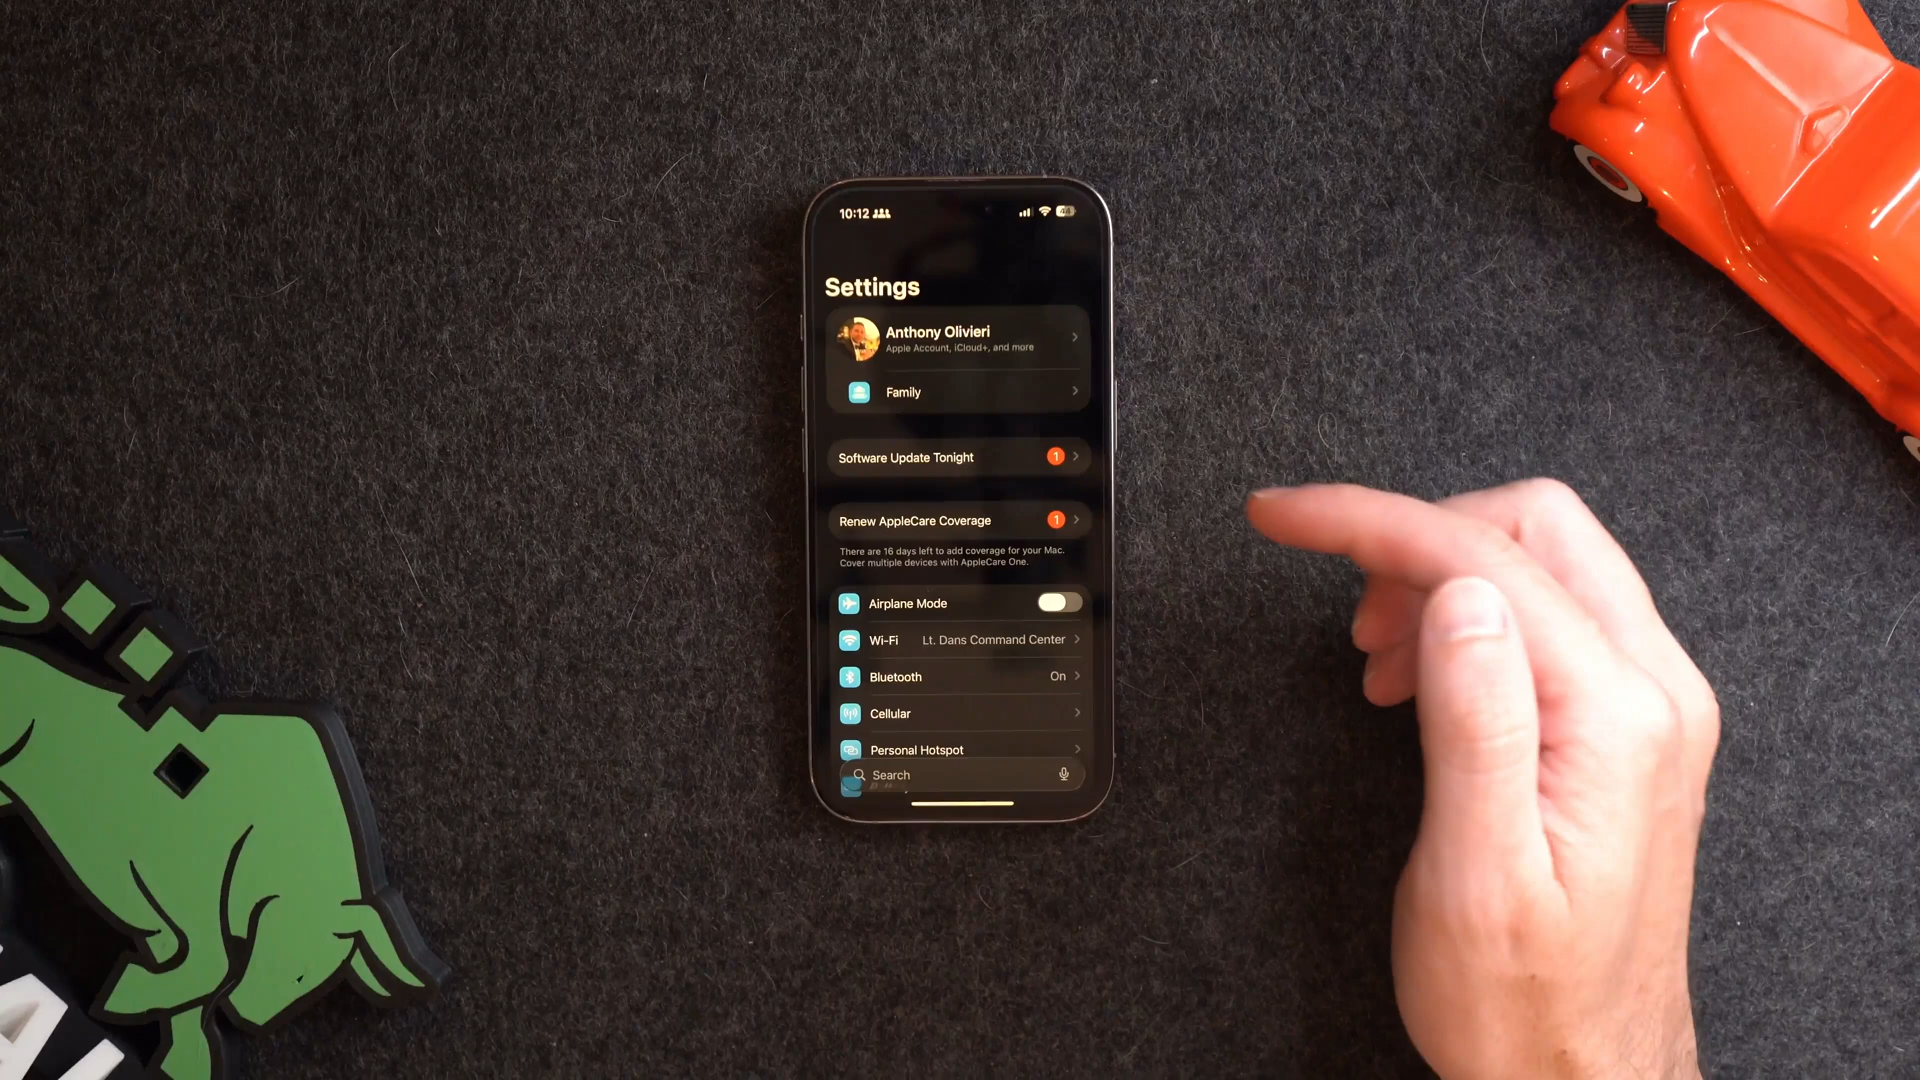 10:12
44
Settings
Anthony Olivieri
Apple Account, iCloud+, and more
Family
Software Update Tonight 1
Renew AppleCare Coverage 1
There are 16 days left to add coverage for your Mac.
Cover multiple devices with AppleCare One.
Airplane Mode
Wi-Fi Lt. Dans Command Center
Bluetooth On
Cellular
Personal Hotspot
Search